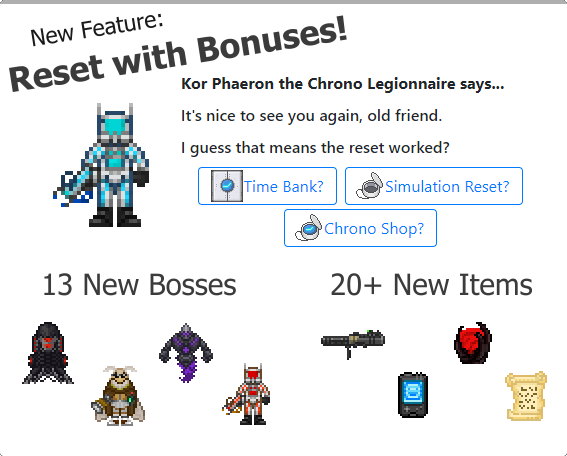 New Feature:
Reset with Bonuses!
Kor Phaeron the Chrono Legionnaire says...
It's nice to see you again, old friend.
I guess that means the reset worked?
Time Bank?
Simulation Reset?
Chrono Shop?
13 New Bosses
20+ New Items